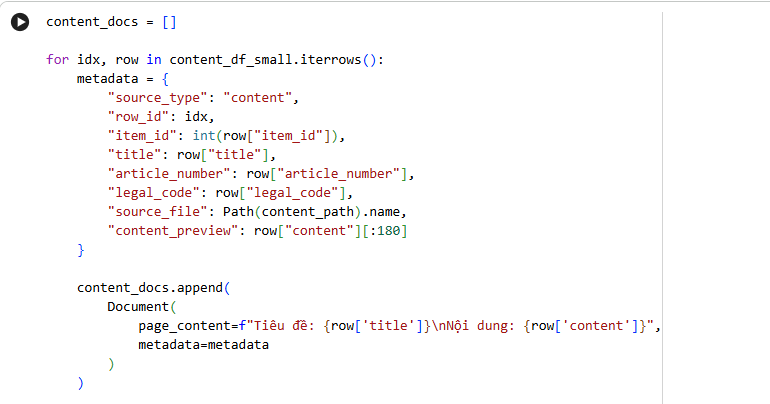 content_docs = []
for idx, row in content_df_small.iterrows():
    metadata = {
        "source_type": "content",
        "row_id": idx,
        "item_id": int(row["item_id"]),
        "title": row["title"],
        "article_number": row["article_number"],
        "legal_code": row["legal_code"],
        "source_file": Path(content_path).name,
        "content_preview": row["content"][:180]
    }
    content_docs.append(
        Document(
            page_content=f"Tiêu đề: {row['title']}\nNội dung: {row['content']}",
            metadata=metadata
        )
    )